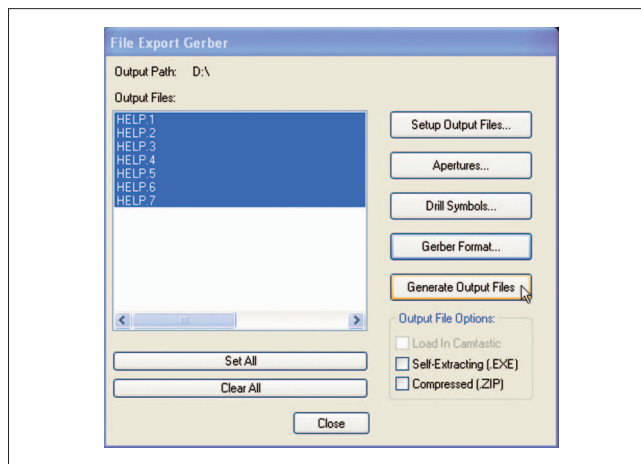 File Export Gerber
Output Path: D:\
Output Files:
HELP.1
HELP.2
HELP.3
HELP.4
HELP.5
HELP.6
HELP.7
Set All
Clear All
Setup Output Files...
Apertures...
Drill Symbols...
Gerber Format...
Generate Output Files
Output File Options:
Load In Camtastic
Self-Extracting (.EXE)
Compressed (.ZIP)
Close